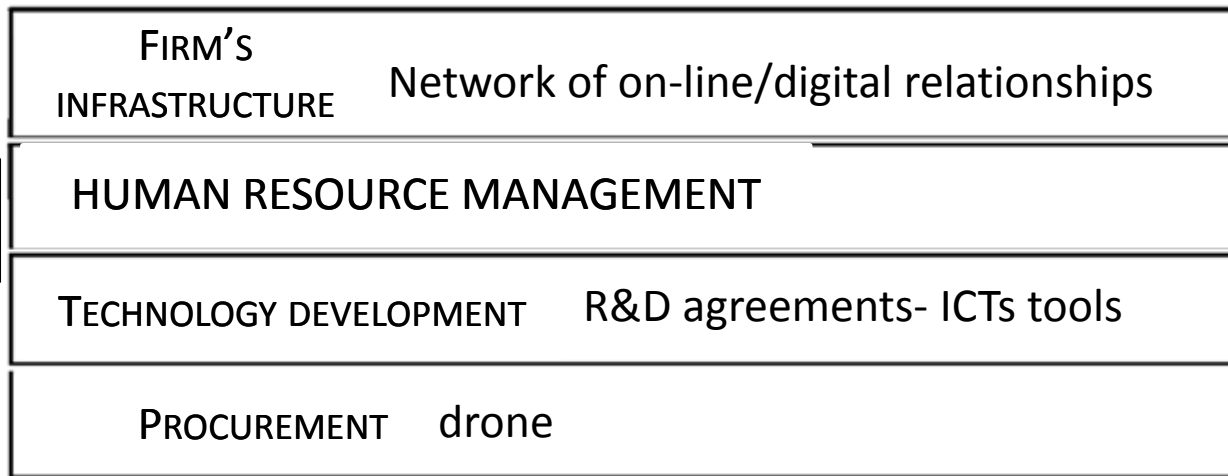 FIRM'S
INFRASTRUCTURE Network of on-line/digital relationships
HUMAN RESOURCE MANAGEMENT
TECHNOLOGY DEVELOPMENT R&D agreements- ICTs tools
PROCUREMENT drone